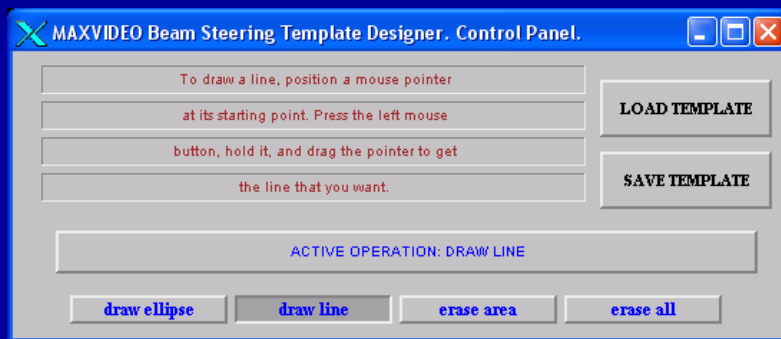 MAXVIDEO Beam Steering Template Designer. Control Panel.
To draw a line, position a mouse pointer
at its starting point. Press the left mouse
button, hold it, and drag the pointer to get
the line that you want.
LOAD TEMPLATE
SAVE TEMPLATE
ACTIVE OPERATION: DRAW LINE
draw ellipse
draw line
erase area
erase all